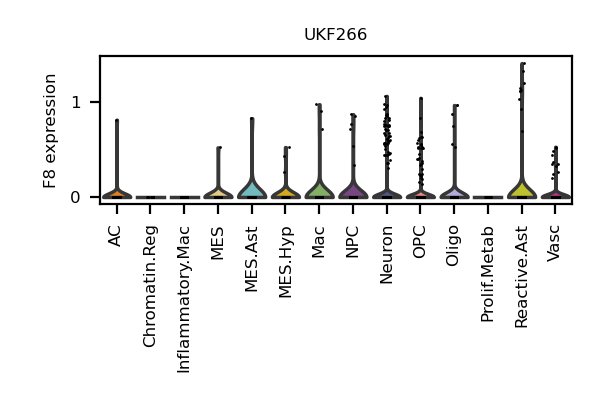 UKF266
F8 expression
1
0
AC
Chromatin.Reg
Inflammatory.Mac
MES
MES.Ast
MES.Hyp
Mac
NPC
Neuron
OPC
Oligo
Prolif.Metab
Reactive.Ast
Vasc